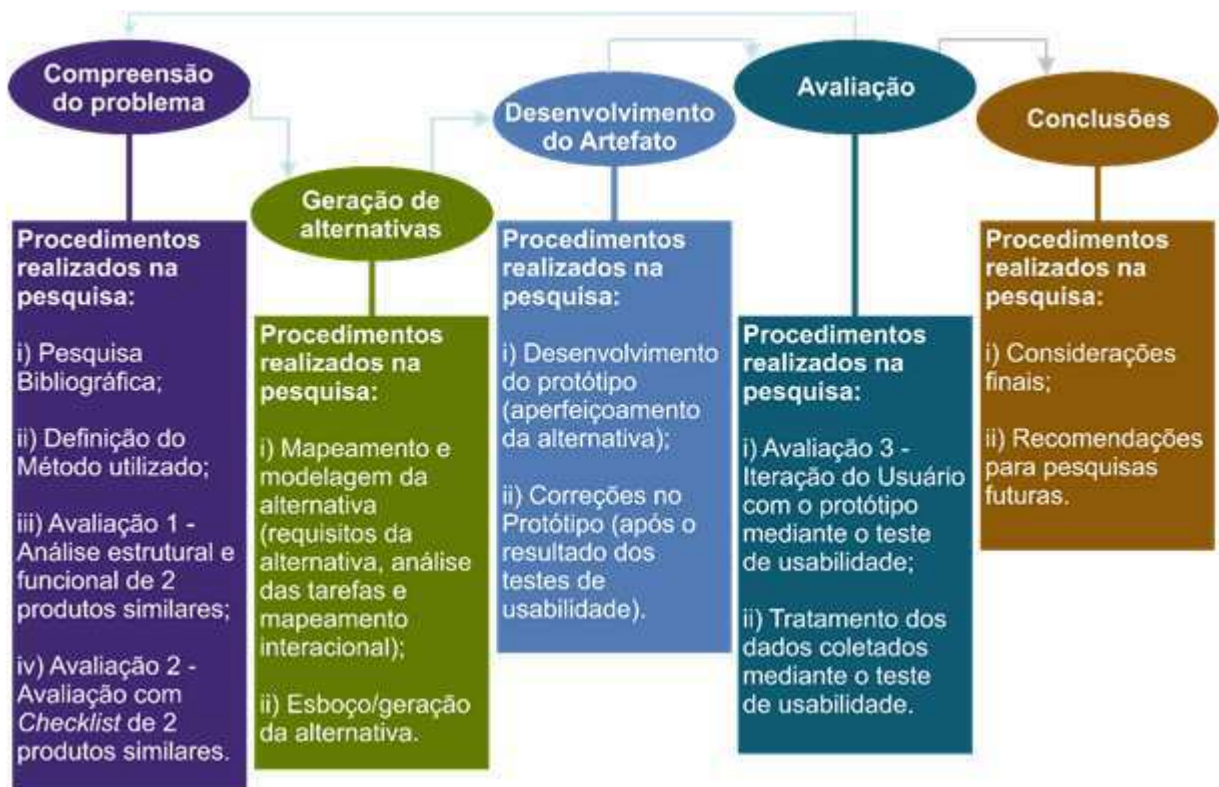 Compreensão
do problema
Procedimentos
realizados na
pesquisa:
i) Pesquisa
Bibliográfica;
ii) Definição do
Método utilizado;
iii) Avaliação 1 -
Análise estrutural e
funcional de 2
produtos similares;
iv) Avaliação 2 -
Avaliação com
Checklist de 2
produtos similares.
Geração de
alternativas
Procedimentos
realizados na
pesquisa:
i) Mapeamento e
modelagem da
alternativa
(requisitos da
alternativa, análise
das tarefas e
mapeamento
interacional);
ii) Esboço/geração
da alternativa.
Desenvolvimento
do Artefato
Procedimentos
realizados na
pesquisa:
i) Desenvolvimento
do protótipo
(aperfeiçoamento
da alternativa);
ii) Correções no
Protótipo (após o
resultado dos
testes de
usabilidade).
Avaliação
Procedimentos
realizados na
pesquisa:
i) Avaliação 3 -
Iteração do Usuário
com o protótipo
mediante o teste
de usabilidade;
ii) Tratamento dos
dados coletados
mediante o teste
de usabilidade.
Conclusões
Procedimentos
realizados na
pesquisa:
i) Considerações
finais;
ii) Recomendações
para pesquisas
futuras.